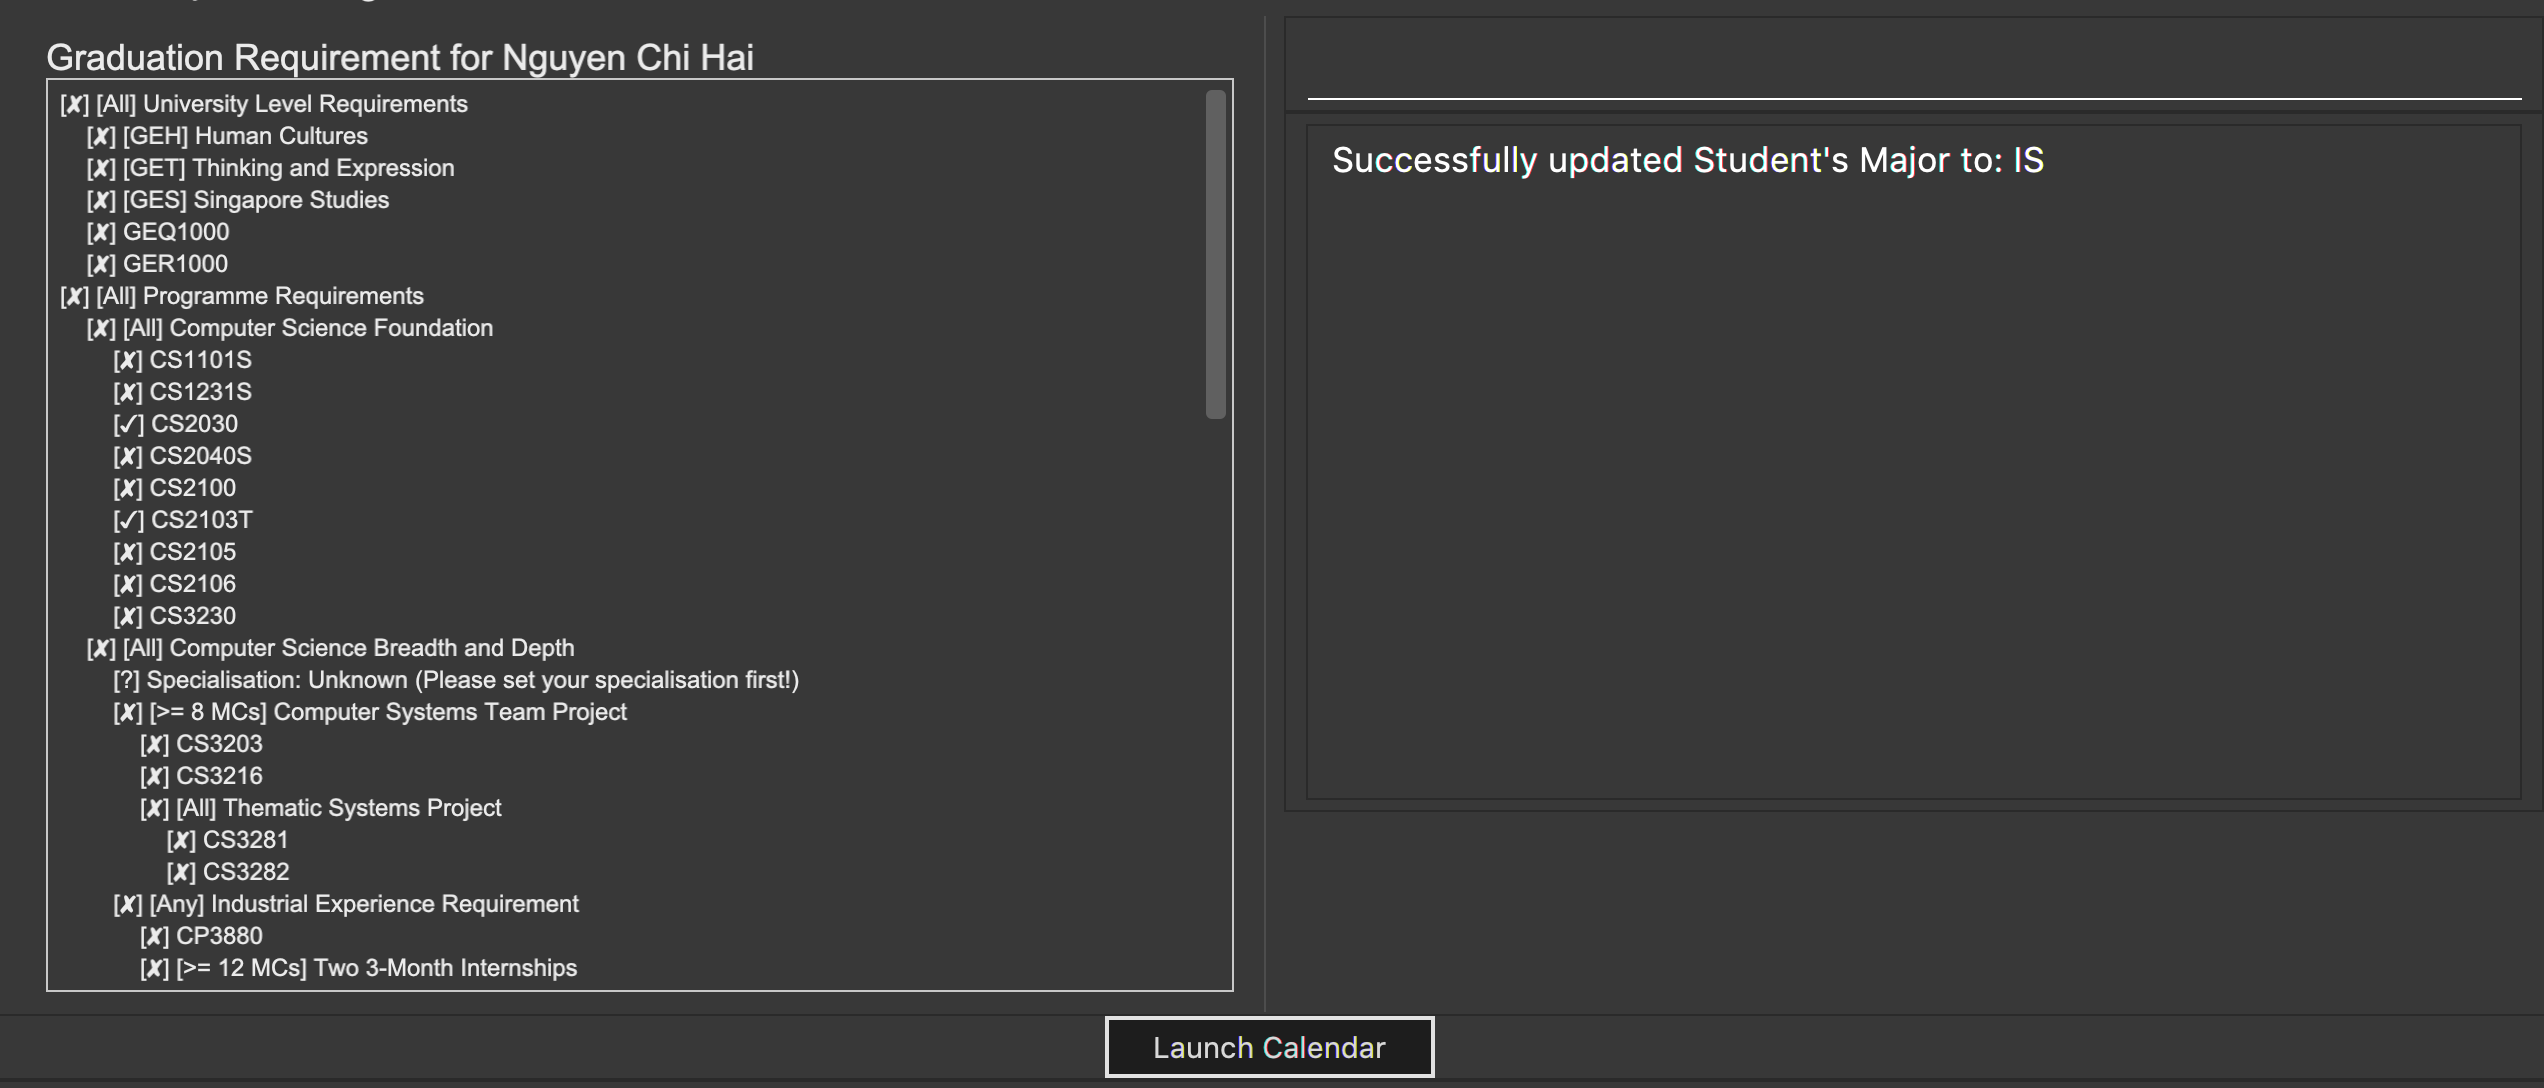 Graduation Requirement for Nguyen Chi Hai
[✗] [All] University Level Requirements
[✗] [GEH] Human Cultures
[✗] [GET] Thinking and Expression
[✗] [GES] Singapore Studies
[✗] GEQ1000
[✗] GER1000
[✗] [All] Programme Requirements
[✗] [All] Computer Science Foundation
[✗] CS1101S
[✗] CS1231S
[✓] CS2030
[✗] CS2040S
[✗] CS2100
[✓] CS2103T
[✗] CS2105
[✗] CS2106
[✗] CS3230
[✗] [All] Computer Science Breadth and Depth
[?] Specialisation: Unknown (Please set your specialisation first!)
[✗] [>= 8 MCs] Computer Systems Team Project
[✗] CS3203
[✗] CS3216
[✗] [All] Thematic Systems Project
[✗] CS3281
[✗] CS3282
[✗] [Any] Industrial Experience Requirement
[✗] CP3880
[✗] [>= 12 MCs] Two 3-Month Internships
Successfully updated Student's Major to: IS
Launch Calendar